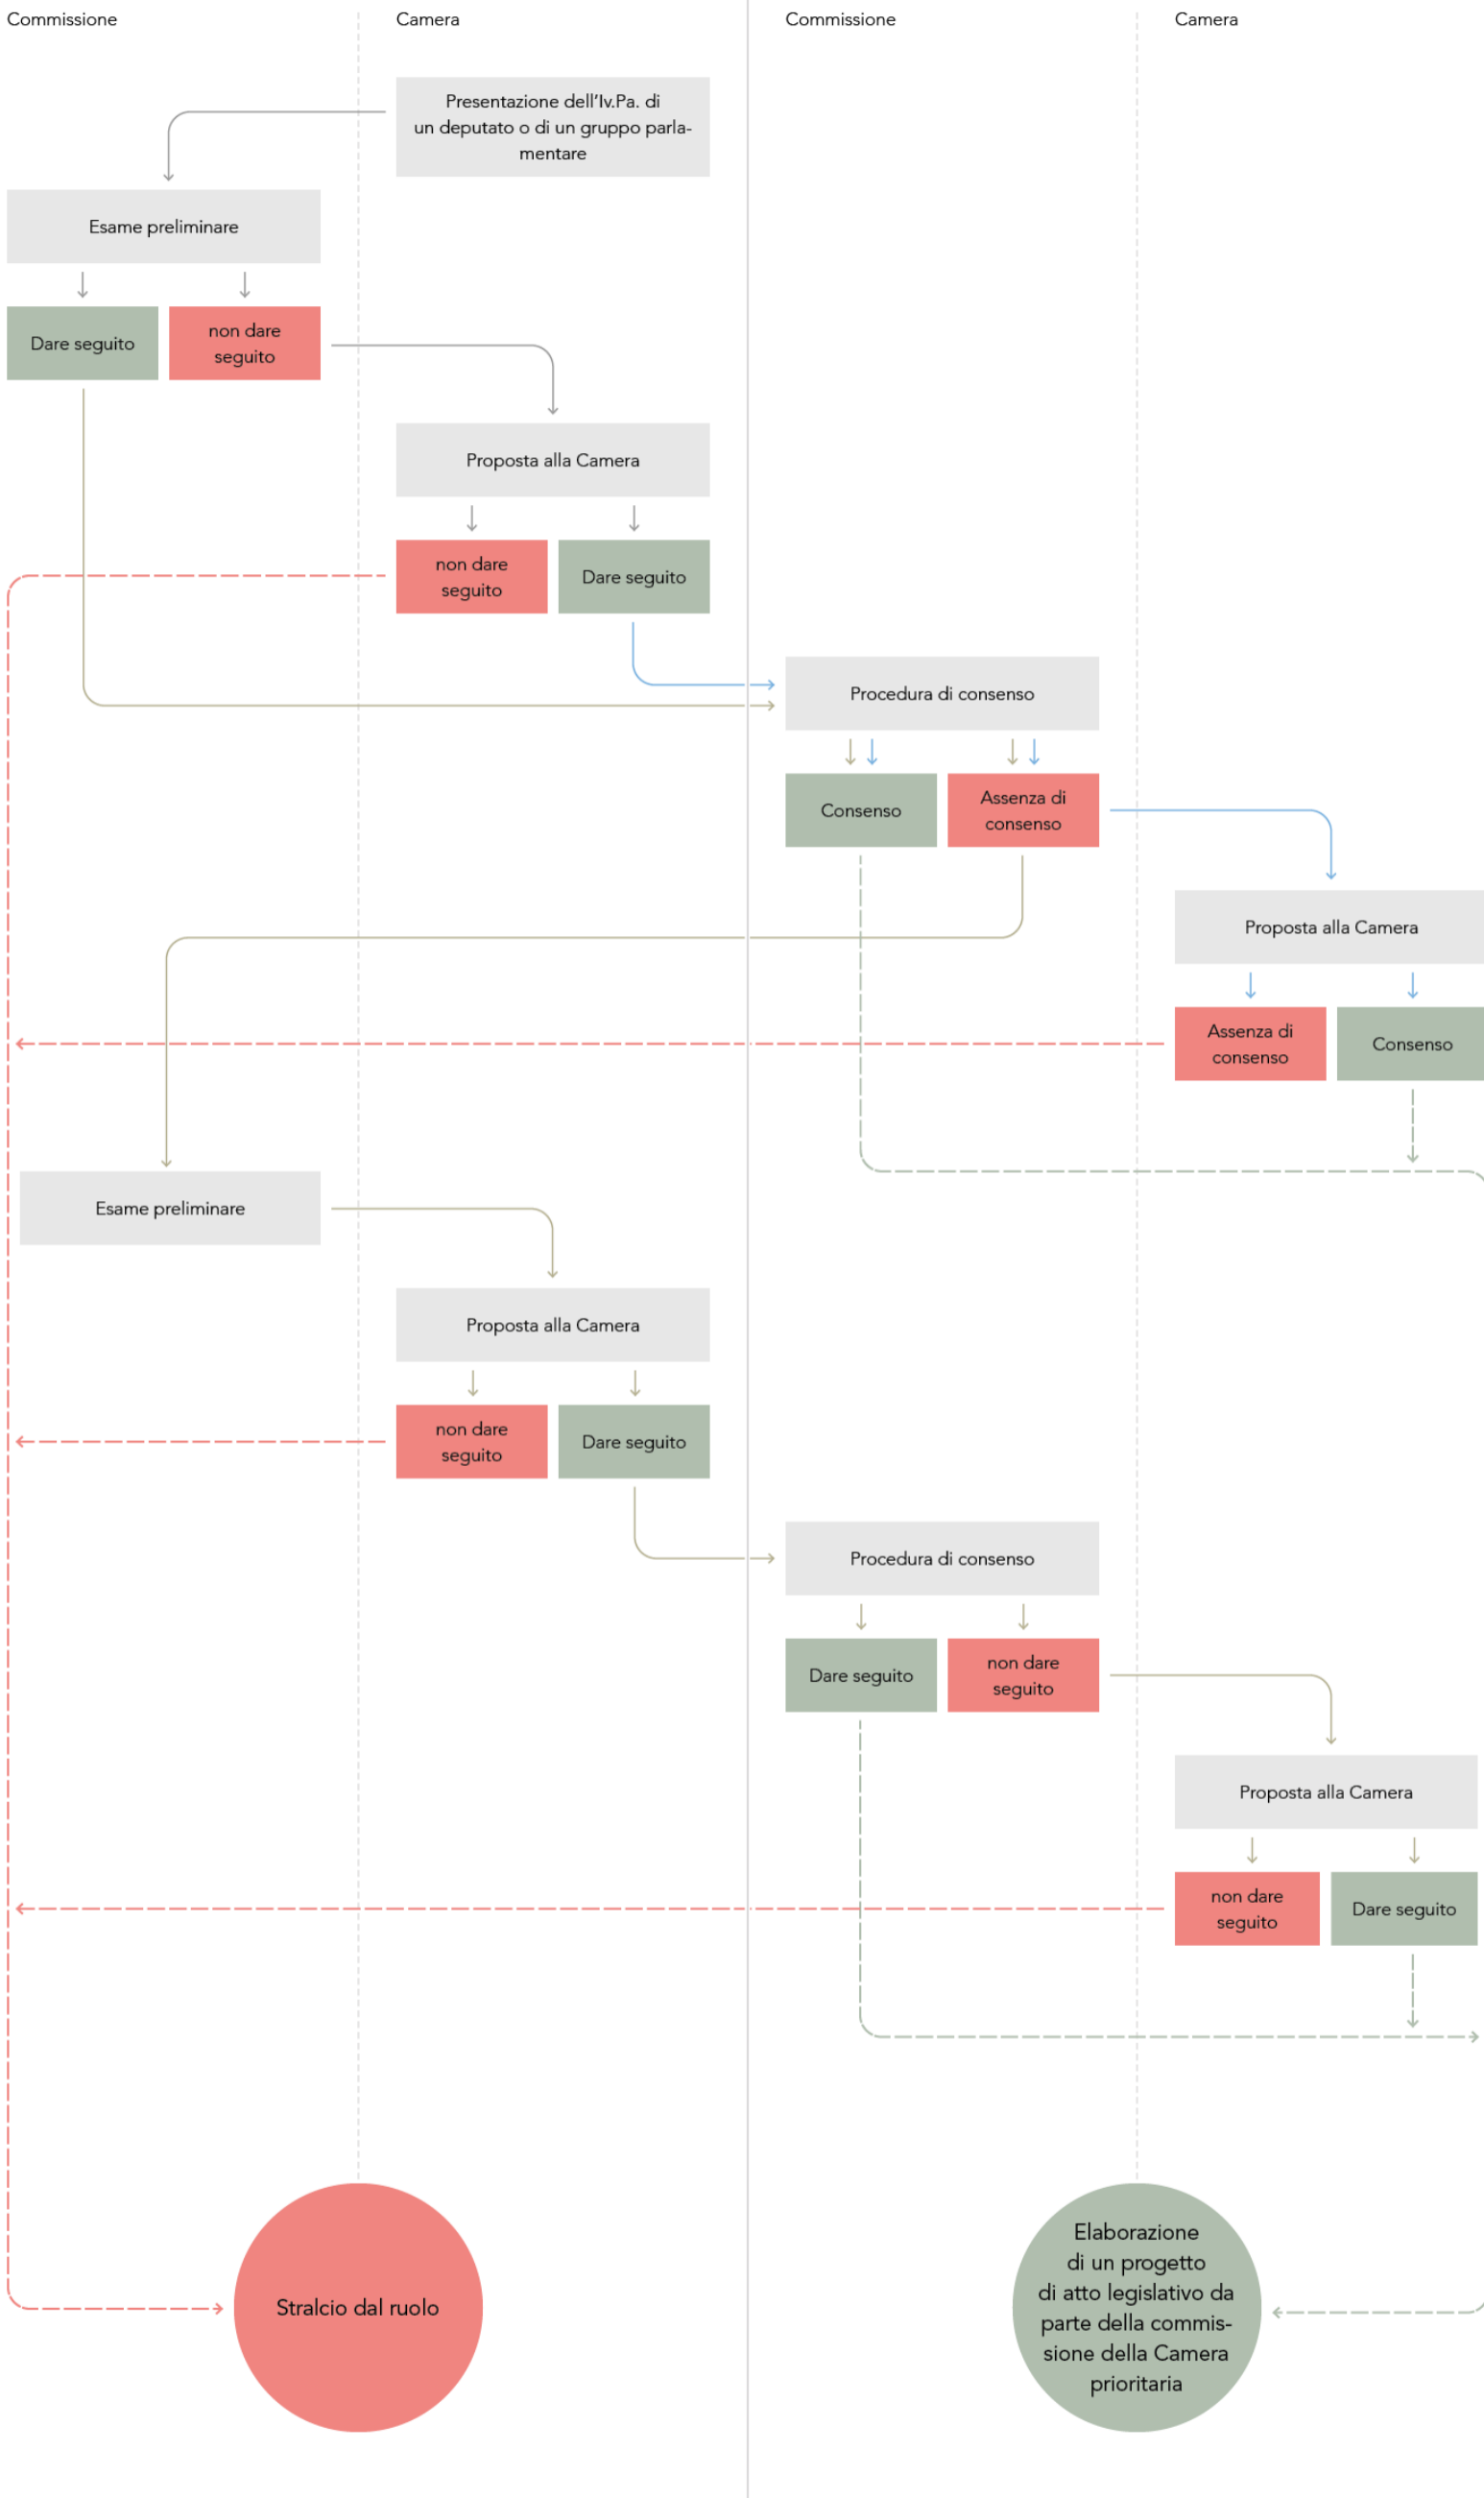 Commissione
Camera
Commissione
Camera
Presentazione dell'Iv.Pa. di
un deputato o di un gruppo parla-
mentare
Esame preliminare
Dare seguito
non dare
seguito
Proposta alla Camera
non dare
seguito
Dare seguito
Procedura di consenso
Consenso
Assenza di
consenso
Proposta alla Camera
Assenza di
consenso
Consenso
Esame preliminare
Proposta alla Camera
non dare
seguito
Dare seguito
Procedura di consenso
Dare seguito
non dare
seguito
Proposta alla Camera
non dare
seguito
Dare seguito
Stralcio dal ruolo
Elaborazione
di un progetto
di atto legislativo da
parte della commis-
sione della Camera
prioritaria